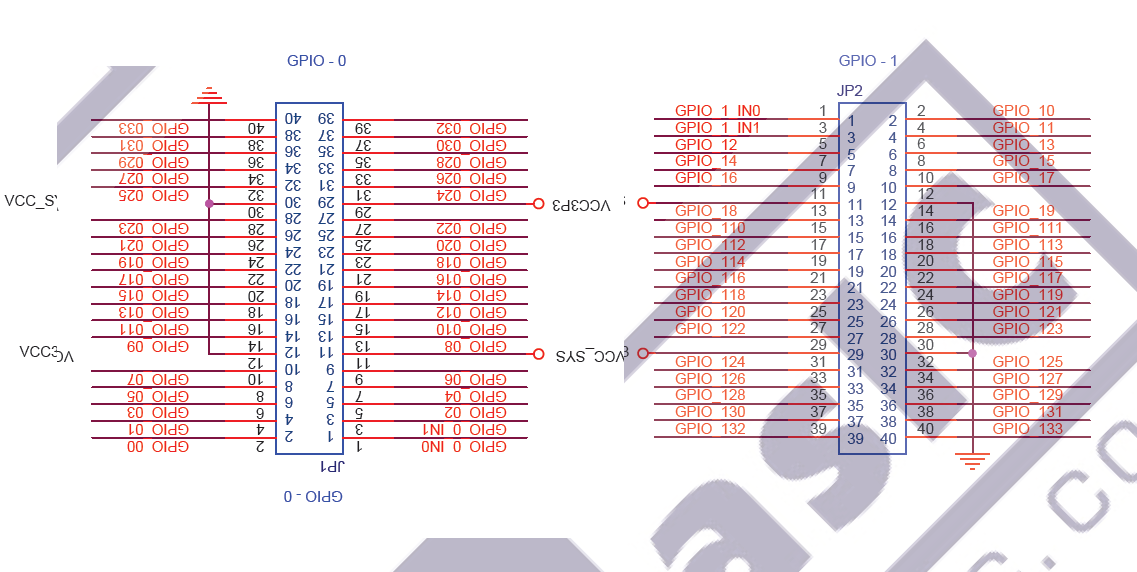 GPIO - 0
GPIO_033 40 40 39 39 GPIO_032
GPIO_031 38 38 37 37 GPIO_030
GPIO_029 36 36 35 35 GPIO_028
GPIO_027 34 34 33 33 GPIO_026
GPIO_025 32 32 31 31 GPIO_024
VCC_SY 30 30 29 29 VCC3P3
GPIO_023 28 28 27 27 GPIO_022
GPIO_021 26 26 25 25 GPIO_020
GPIO_019 24 24 23 23 GPIO_018
GPIO_017 22 22 21 21 GPIO_016
GPIO_015 20 20 19 19 GPIO_014
GPIO_013 18 18 17 17 GPIO_012
GPIO_011 16 16 15 15 GPIO_010
GPIO_09 14 14 13 13 GPIO_08
VCC3 12 12 11 11 VCC_SYS
GPIO_07 10 10 9 9 GPIO_06
GPIO_05 8 8 7 7 GPIO_04
GPIO_03 6 6 5 5 GPIO_02
GPIO_01 4 4 3 3 GPIO_0_IN1
GPIO_00 2 2 1 1 GPIO_0_IN0
JP1
GPIO - 0
GPIO - 1
JP2
GPIO_1_IN0 1 1 2 2 GPIO_10
GPIO_1_IN1 3 3 4 4 GPIO_11
GPIO_12 5 5 6 6 GPIO_13
GPIO_14 7 7 8 8 GPIO_15
GPIO_16 9 9 10 10 GPIO_17
11 11 12 12
GPIO_18 13 13 14 14 GPIO_19
GPIO_110 15 15 16 16 GPIO_111
GPIO_112 17 17 18 18 GPIO_113
GPIO_114 19 19 20 20 GPIO_115
GPIO_116 21 21 22 22 GPIO_117
GPIO_118 23 23 24 24 GPIO_119
GPIO_120 25 25 26 26 GPIO_121
GPIO_122 27 27 28 28 GPIO_123
29 29 30 30
GPIO_124 31 31 32 32 GPIO_125
GPIO_126 33 33 34 34 GPIO_127
GPIO_128 35 35 36 36 GPIO_129
GPIO_130 37 37 38 38 GPIO_131
GPIO_132 39 39 40 40 GPIO_133
asic